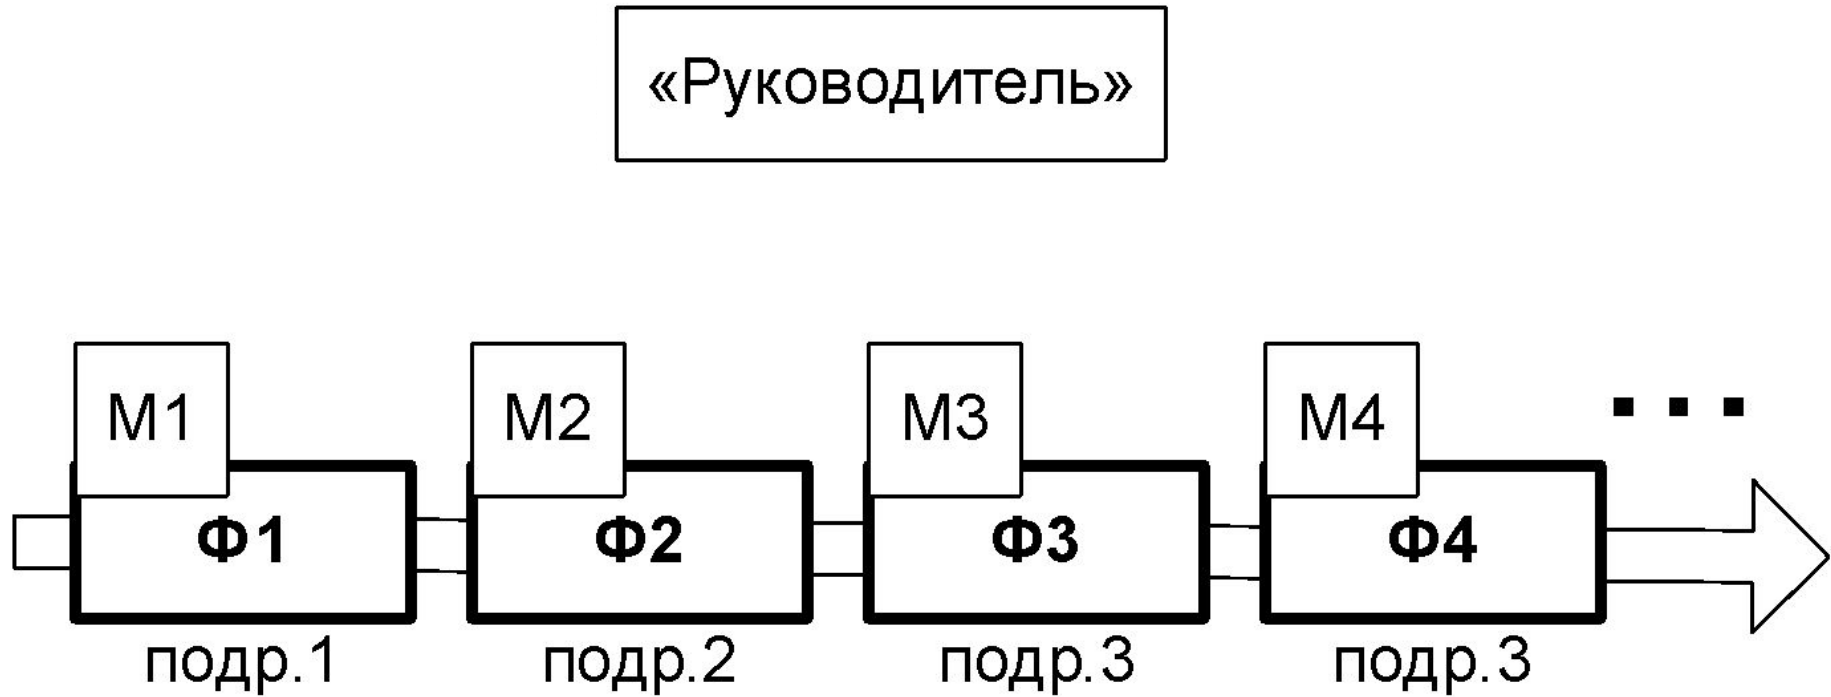 «Руководитель»
М1 М2 М3 М4 ...
Ф1 Ф2 Ф3 Ф4
подр.1 подр.2 подр.3 подр.3